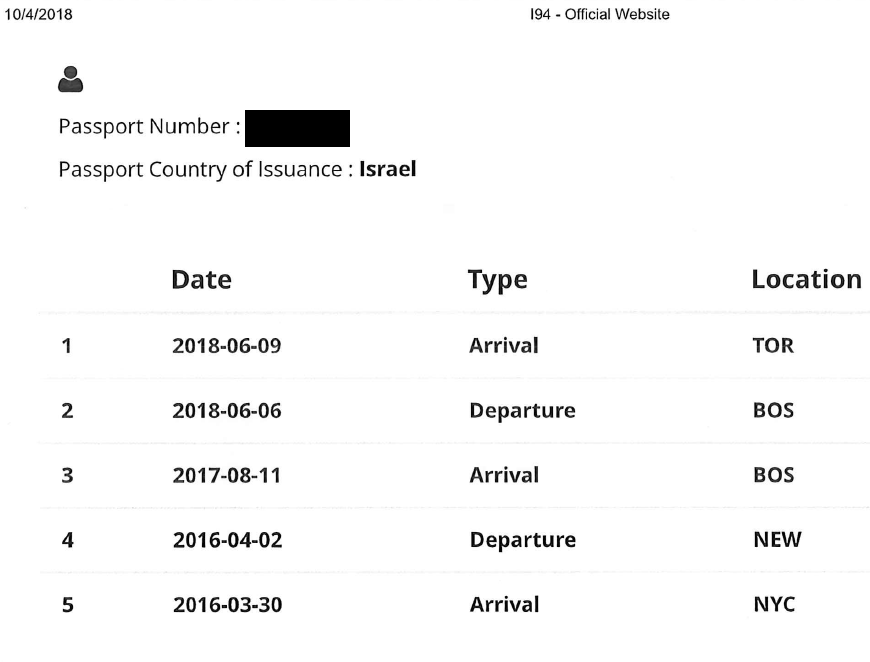 10/4/2018 I94 - Official Website
Passport Number :
Passport Country of Issuance : Israel
Date Type Location
1 2018-06-09 Arrival TOR
2 2018-06-06 Departure BOS
3 2017-08-11 Arrival BOS
4 2016-04-02 Departure NEW
5 2016-03-30 Arrival NYC